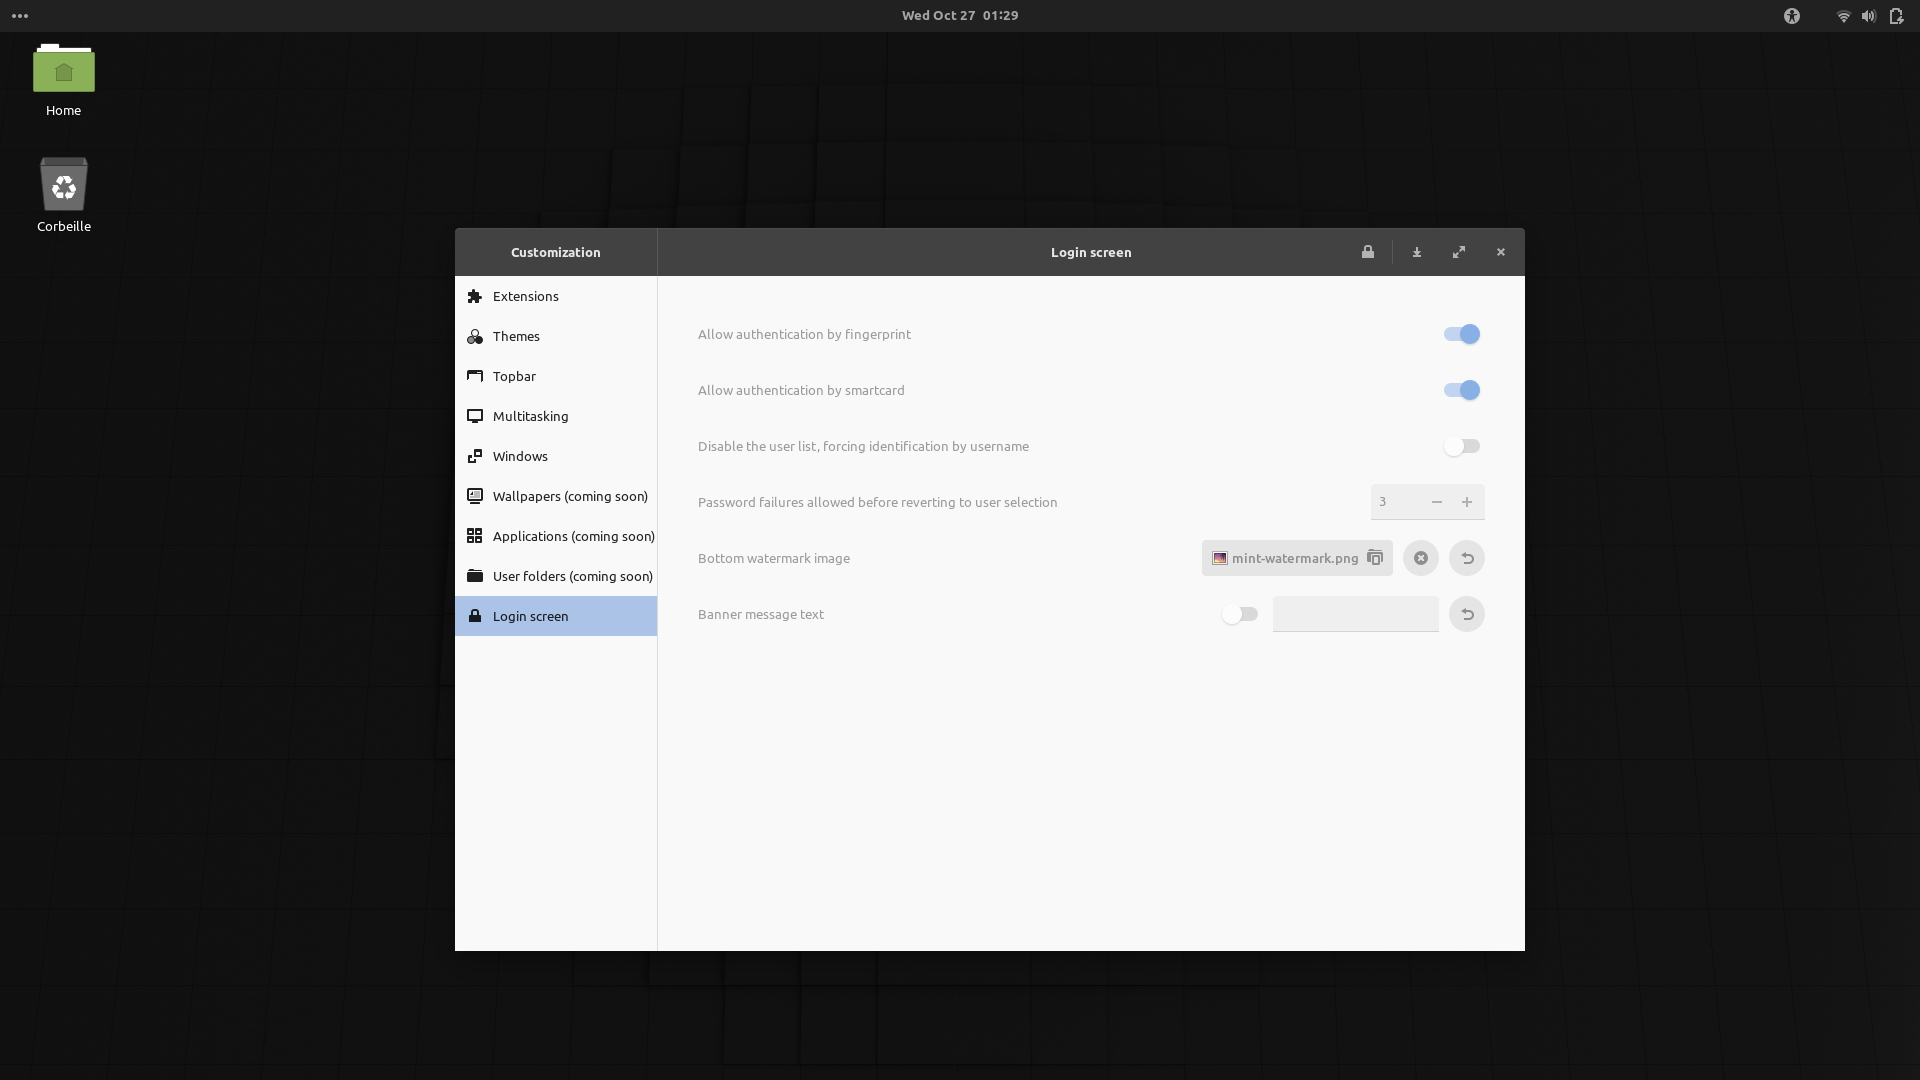 Wed Oct 27 01:29
Home
Corbeille
Customization
Login screen
Extensions
Themes
Topbar
Multitasking
Windows
Wallpapers (coming soon)
Applications (coming soon)
User folders (coming soon)
Login screen
Allow authentication by fingerprint
Allow authentication by smartcard
Disable the user list, forcing identification by username
Password failures allowed before reverting to user selection
3
Bottom watermark image
mint-watermark.png
Banner message text